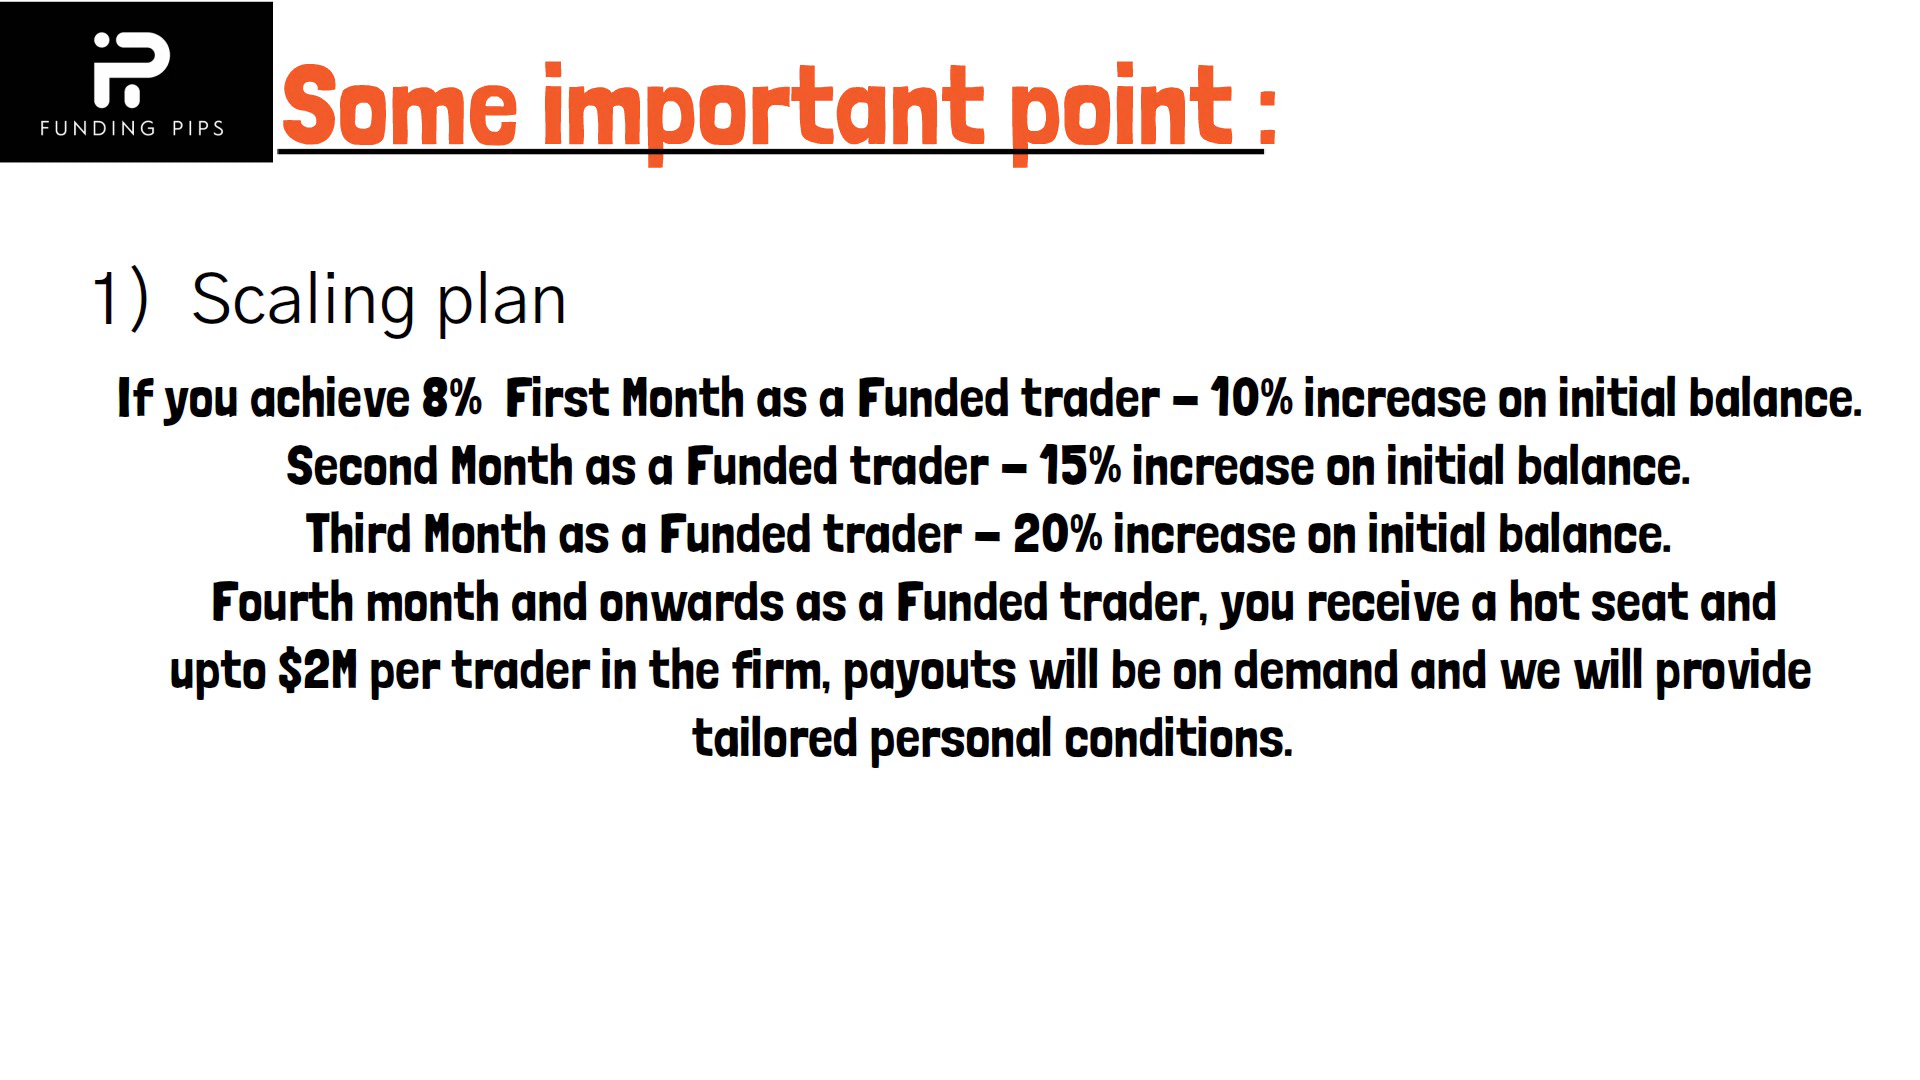 FUNDING PIPS
Some important point :
1) Scaling plan
If you achieve 8% First Month as a Funded trader – 10% increase on initial balance.
Second Month as a Funded trader – 15% increase on initial balance.
Third Month as a Funded trader – 20% increase on initial balance.
Fourth month and onwards as a Funded trader, you receive a hot seat and
upto $2M per trader in the firm, payouts will be on demand and we will provide
tailored personal conditions.